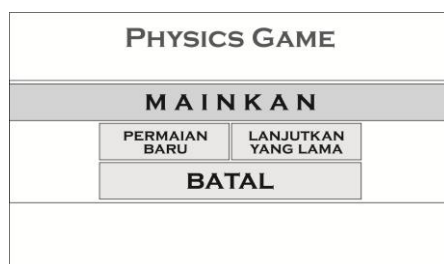 PHYSICS GAME
MAINKAN
PERMAIAN
BARU
LANJUTKAN
YANG LAMA
BATAL